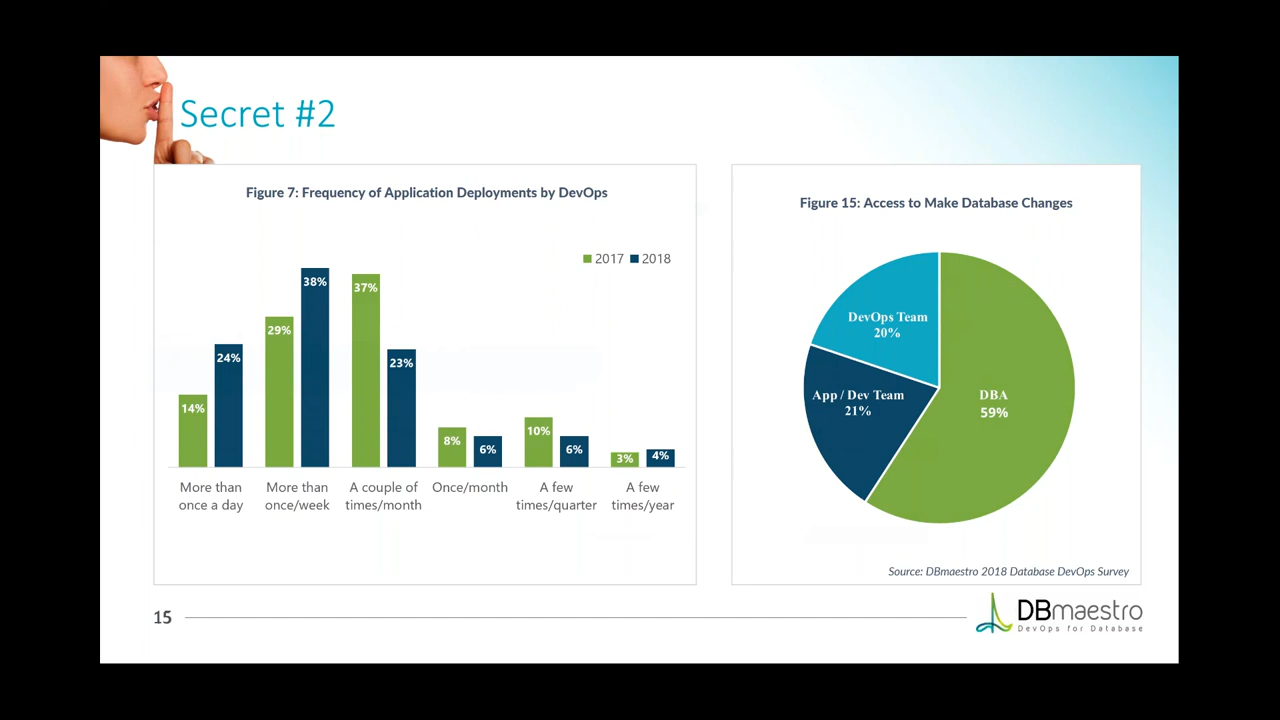 Secret #2
Figure 7: Frequency of Application Deployments by DevOps
2017 2018
14%
24%
29%
38%
37%
23%
8%
6%
10%
6%
3%
4%
More than
once a day
More than
once/week
A couple of
times/month
Once/month
A few
times/quarter
A few
times/year
Figure 15: Access to Make Database Changes
DevOps Team
20%
App / Dev Team
21%
DBA
59%
Source: DBmaestro 2018 Database DevOps Survey
15
DBmaestro
DevOps for Database